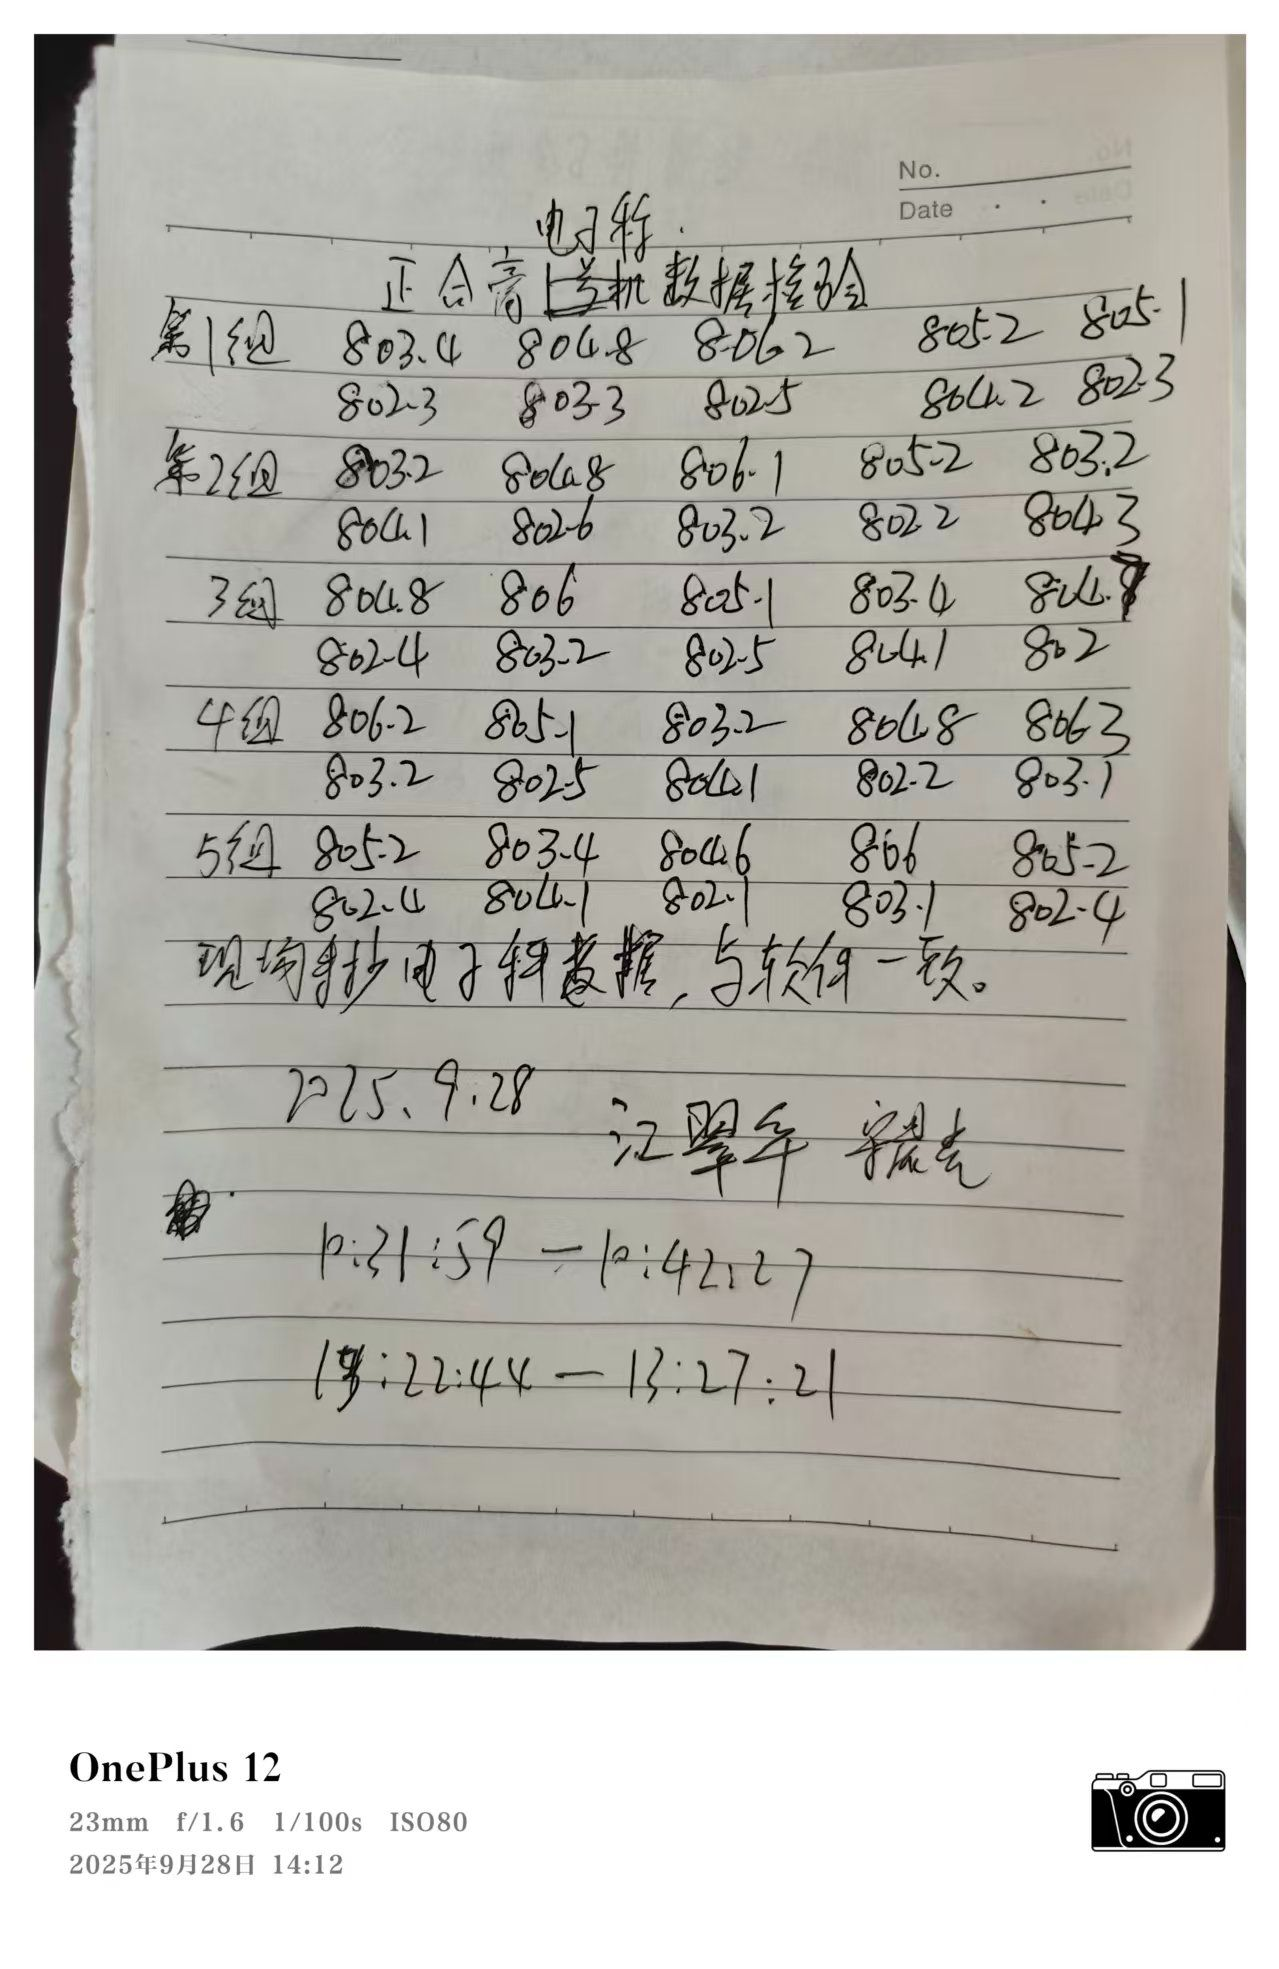 No.
Date
电子秤.
正合斋 数据检验
第1组 803.4 804.8 806.2 805.2 805.1
802.3 803.3 802.5 804.2 802.3
第2组 803.2 804.8 806.1 805.2 803.2
804.1 802.6 803.2 802.2 804.3
3组 804.8 806 805.1 803.4
802.4 803.2 802.5 804.1 802
4组 806.2 805.1 803.2 804.8 806.3
803.2 802.5 804.1 802.2 803.1
5组 805.2 803.4 804.6 806 805.2
802.4 804.1 802.1 803.1 802.4
现场手抄电子秤数据,与软件一致。
2025.9.28
10:31:59 — 10:42:27
13:22:44 — 13:27:21
OnePlus 12
23mm f/1.6 1/100s ISO80
2025年9月28日 14:12